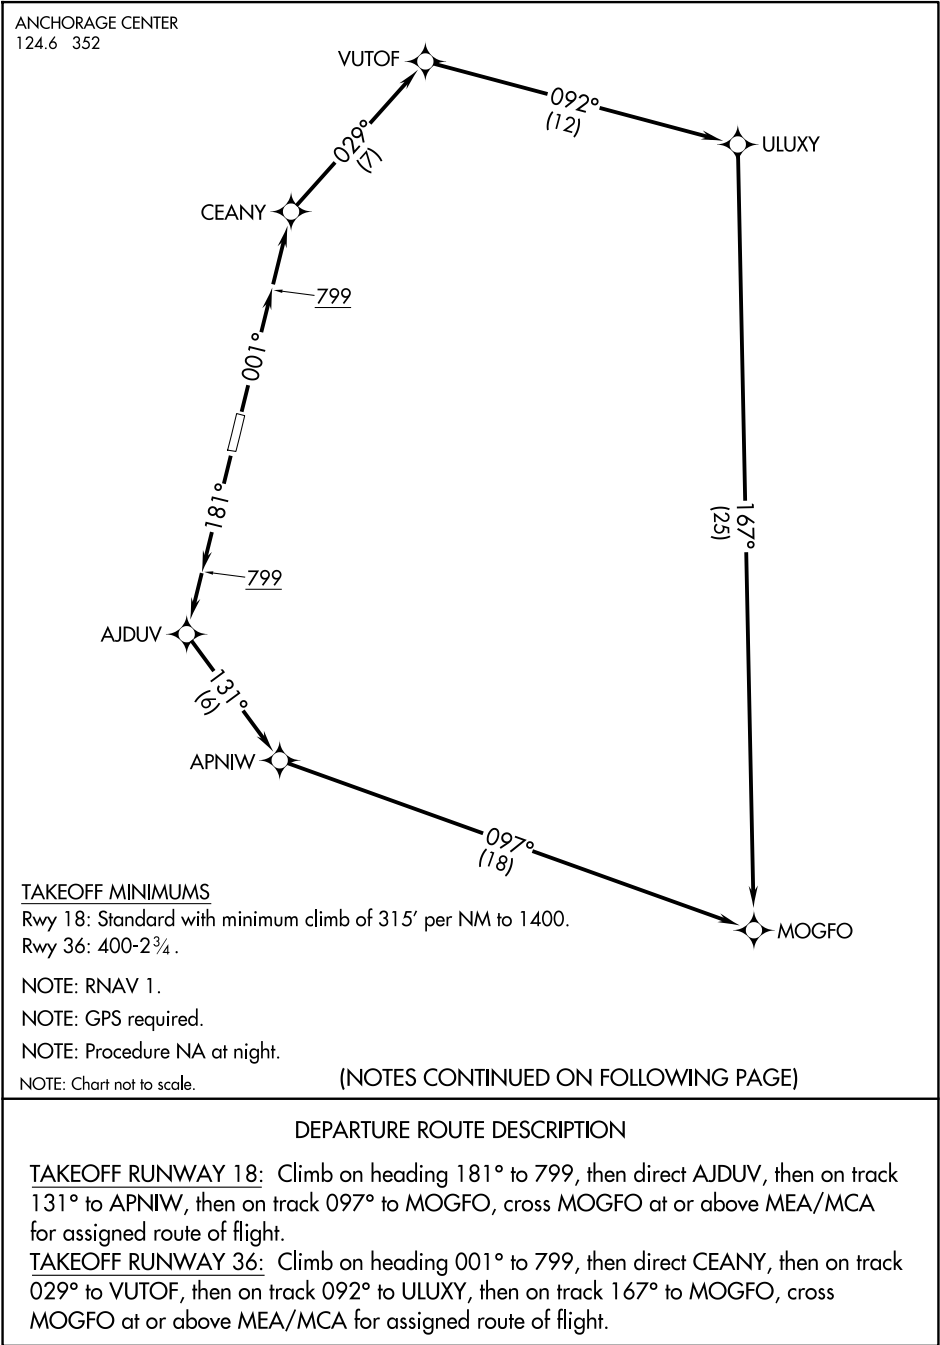 ANCHORAGE CENTER
124.6 352
VUTOF
092°
(12)
ULUXY
029°
(7)
CEANY
799
001°
167°
(25)
181°
799
AJDUV
131°
(6)
APNIW
097°
(18)
MOGFO
TAKEOFF MINIMUMS
Rwy 18: Standard with minimum climb of 315' per NM to 1400.
Rwy 36: 400-2¾.
NOTE: RNAV 1.
NOTE: GPS required.
NOTE: Procedure NA at night.
NOTE: Chart not to scale.
(NOTES CONTINUED ON FOLLOWING PAGE)
DEPARTURE ROUTE DESCRIPTION
TAKEOFF RUNWAY 18: Climb on heading 181° to 799, then direct AJDUV, then on track
131° to APNIW, then on track 097° to MOGFO, cross MOGFO at or above MEA/MCA
for assigned route of flight.
TAKEOFF RUNWAY 36: Climb on heading 001° to 799, then direct CEANY, then on track
029° to VUTOF, then on track 092° to ULUXY, then on track 167° to MOGFO, cross
MOGFO at or above MEA/MCA for assigned route of flight.